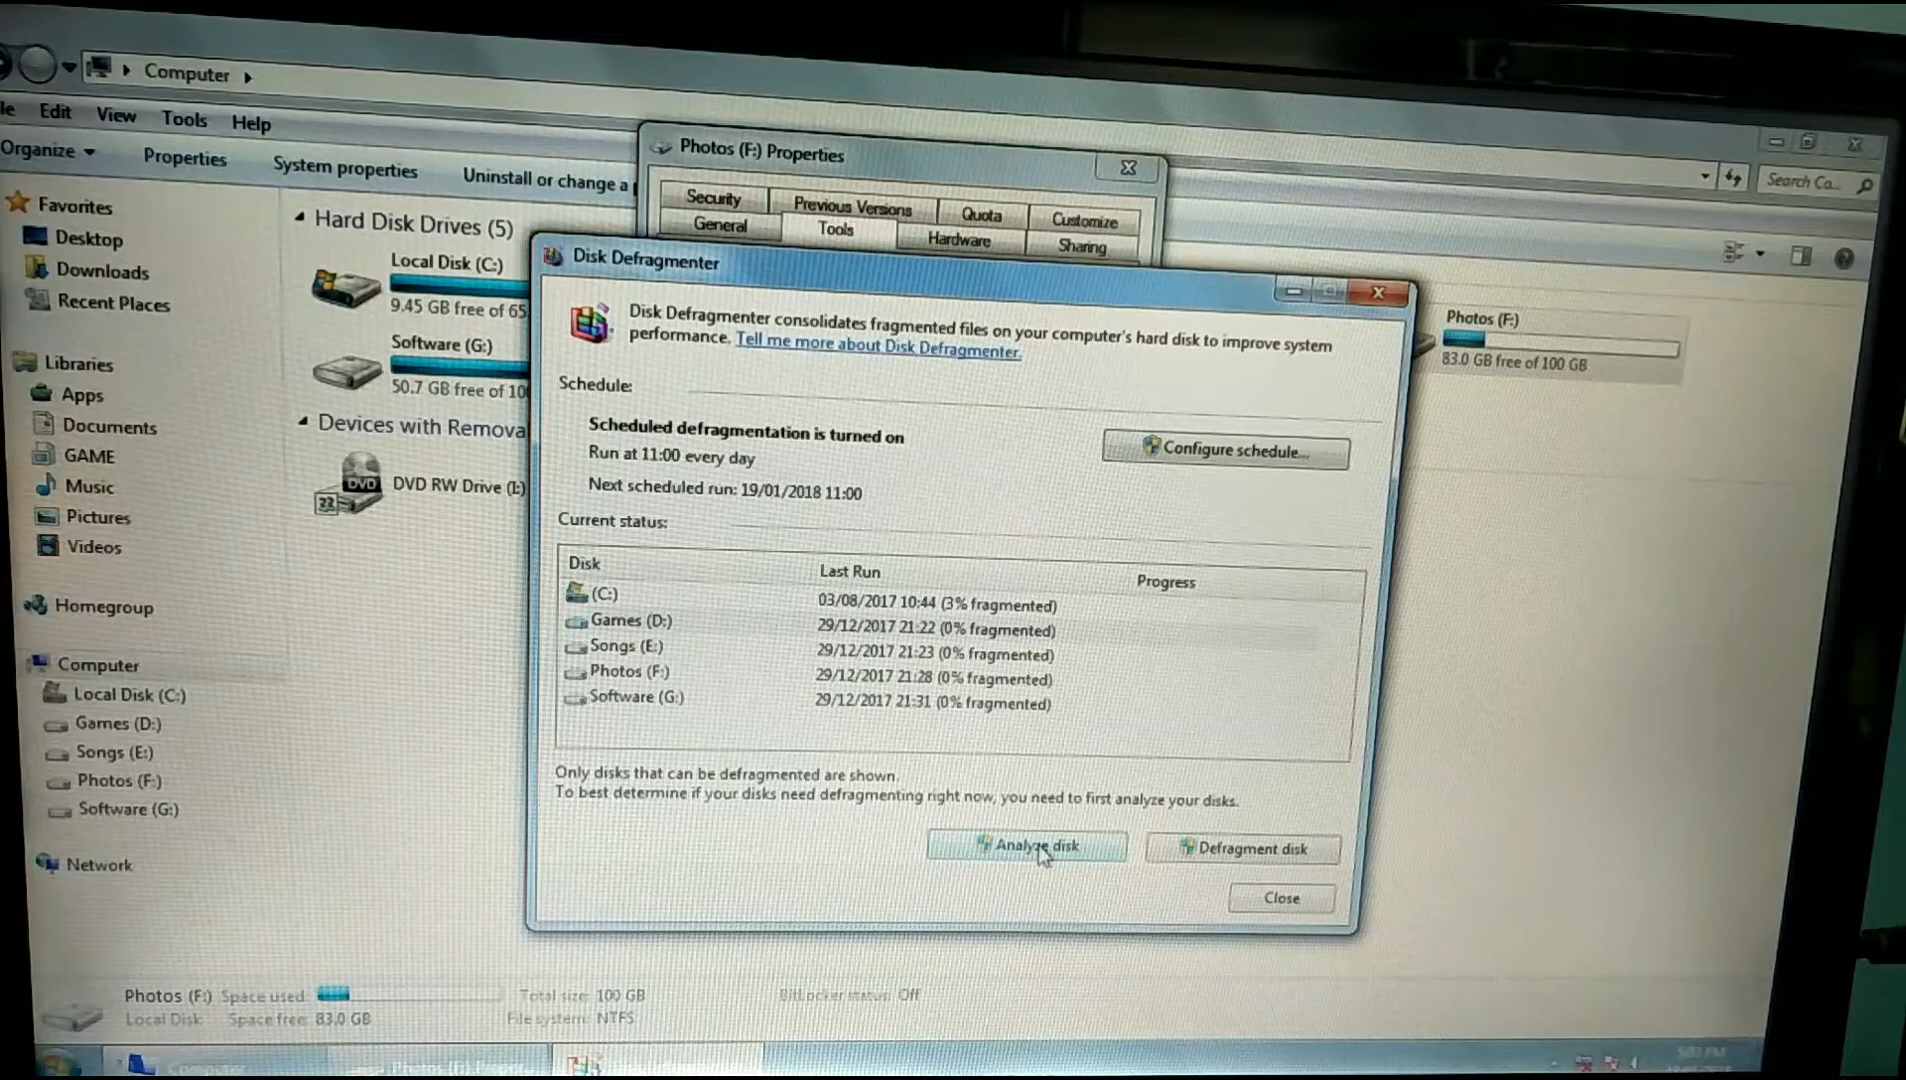 Computer
Edit View Tools Help
Organize Properties System properties Uninstall or change a
Search Co...
Favorites
Desktop
Downloads
Recent Places
Libraries
Apps
Documents
GAME
Music
Pictures
Videos
Homegroup
Computer
Local Disk (C:)
Games (D:)
Songs (E:)
Photos (F:)
Software (G:)
Network
Hard Disk Drives (5)
Local Disk (C:)
9.45 GB free of 65
Software (G:)
50.7 GB free of 10
Devices with Remova
DVD
DVD RW Drive (I:)
Photos (F:)
83.0 GB free of 100 GB
Photos (F:) Properties
Security Previous Versions Quota Customize
General Tools Hardware Sharing
Disk Defragmenter
Disk Defragmenter consolidates fragmented files on your computer's hard disk to improve system
performance. Tell me more about Disk Defragmenter.
Schedule:
Scheduled defragmentation is turned on
Run at 11:00 every day
Next scheduled run: 19/01/2018 11:00
Configure schedule...
Current status:
Disk Last Run Progress
(C:) 03/08/2017 10:44 (3% fragmented)
Games (D:) 29/12/2017 21:22 (0% fragmented)
Songs (E:) 29/12/2017 21:23 (0% fragmented)
Photos (F:) 29/12/2017 21:28 (0% fragmented)
Software (G:) 29/12/2017 21:31 (0% fragmented)
Only disks that can be defragmented are shown.
To best determine if your disks need defragmenting right now, you need to first analyze your disks.
Analyze disk Defragment disk
Close
Photos (F:) Space used: Total size: 100 GB BitLocker status: Off
Local Disk Space free: 83.0 GB File system: NTFS